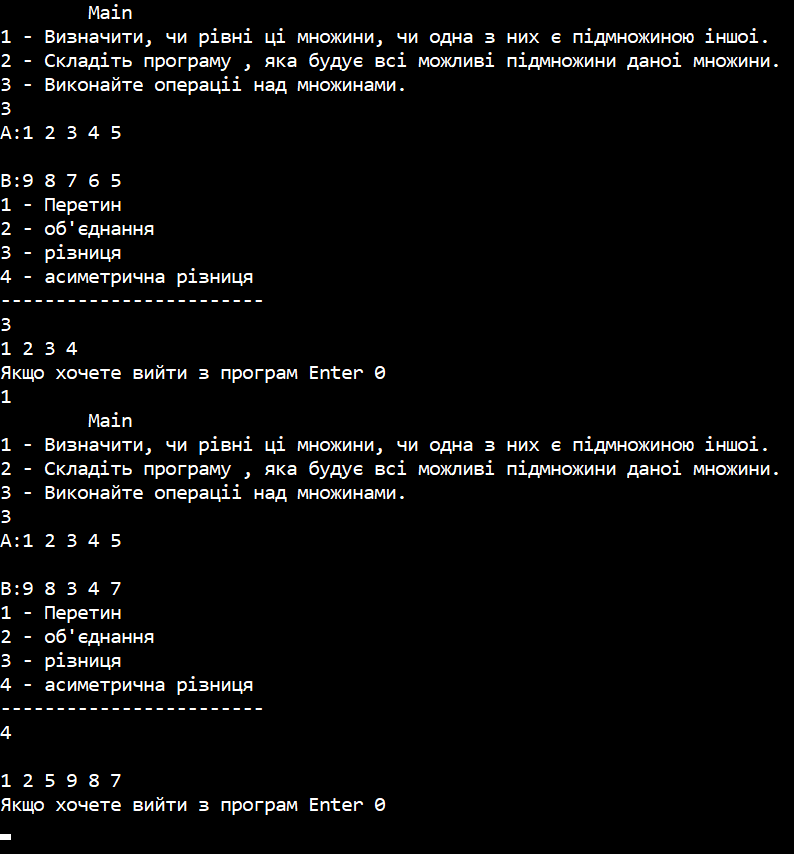 Main
1 - Визначити, чи рівні ці множини, чи одна з них є підмножиною іншоі.
2 - Складіть програму , яка будує всі можливі підмножини даноі множини.
3 - Виконайте операціі над множинами.
3
A:1 2 3 4 5
B:9 8 7 6 5
1 - Перетин
2 - об'єднання
3 - різниця
4 - асиметрична різниця
------------------------
3
1 2 3 4
Якщо хочете вийти з програм Enter 0
1
Main
1 - Визначити, чи рівні ці множини, чи одна з них є підмножиною іншоі.
2 - Складіть програму , яка будує всі можливі підмножини даноі множини.
3 - Виконайте операціі над множинами.
3
A:1 2 3 4 5
B:9 8 3 4 7
1 - Перетин
2 - об'єднання
3 - різниця
4 - асиметрична різниця
------------------------
4
1 2 5 9 8 7
Якщо хочете вийти з програм Enter 0